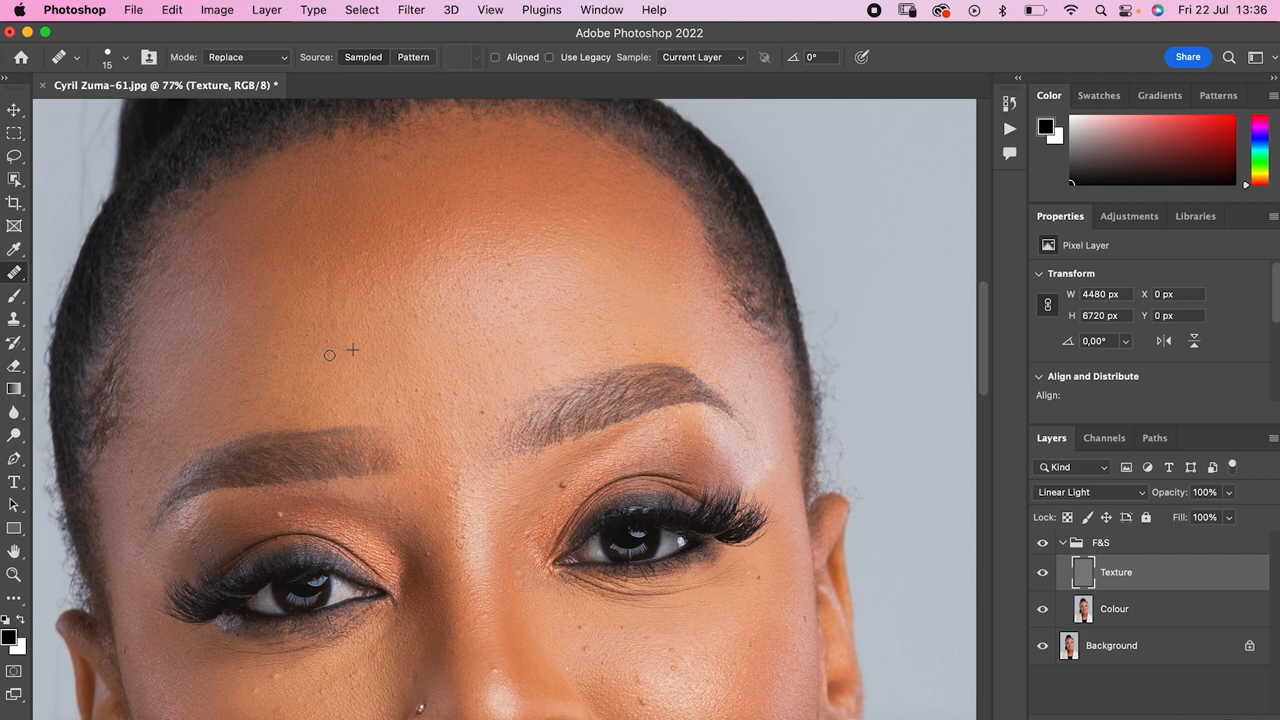 Photoshop File Edit Image Layer Type Select Filter 3D View Plugins Window Help Fri 22 Jul 13:36
Adobe Photoshop 2022
15 Mode: Replace Source: Sampled Pattern Aligned Use Legacy Sample: Current Layer 0° Share
Cyril Zuma-61.jpg @ 77% (Texture, RGB/8) *
Color Swatches Gradients Patterns
Properties Adjustments Libraries
Pixel Layer
Transform
W 4480 px X 0 px
H 6720 px Y 0 px
0,00°
Align and Distribute
Align:
Layers Channels Paths
Kind
Linear Light Opacity: 100%
Lock: Fill: 100%
F&S
Texture
Colour
Background